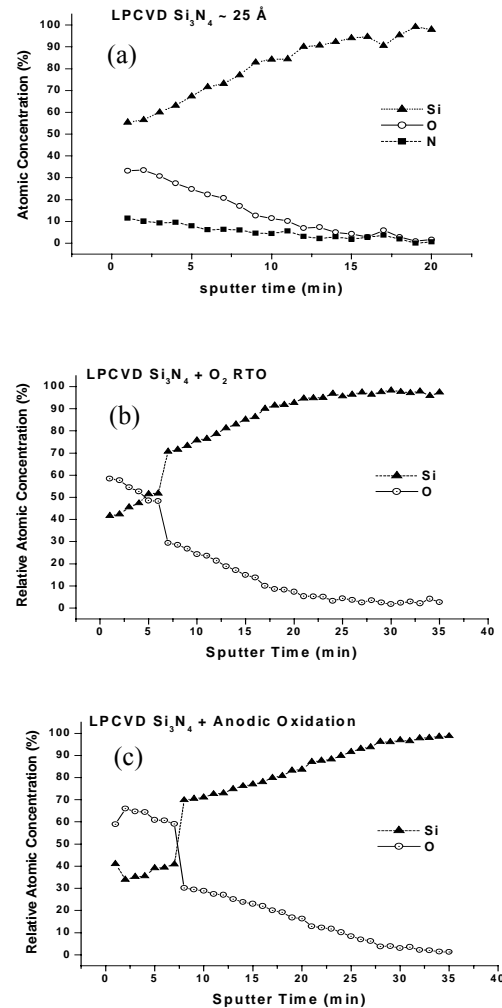 LPCVD Si₃N₄ ~ 25 Å
(a)
Atomic Concentration (%)
100
90
80
70
60
50
40
30
20
10
0
Si
O
N
0 5 10 15 20
sputter time (min)
LPCVD Si₃N₄ + O₂ RTO
(b)
Relative Atomic Concentration (%)
100
90
80
70
60
50
40
30
20
10
0
Si
O
0 5 10 15 20 25 30 35 40
Sputter Time (min)
LPCVD Si₃N₄ + Anodic Oxidation
(c)
Relative Atomic Concentration (%)
100
90
80
70
60
50
40
30
20
10
0
Si
O
0 5 10 15 20 25 30 35 40
Sputter Time (min)